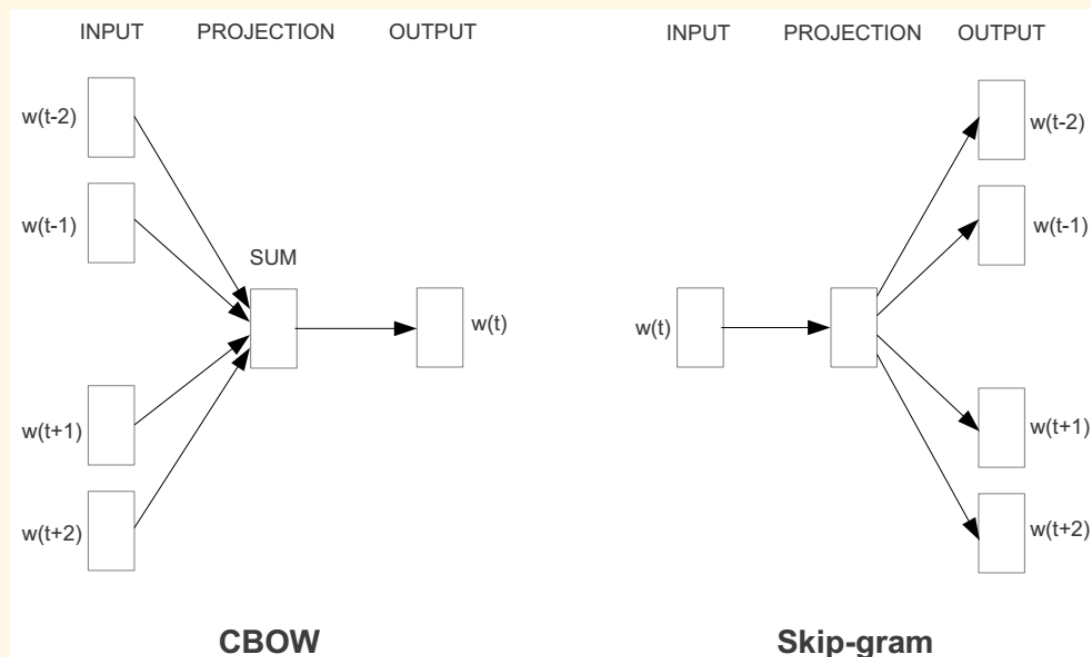 INPUT PROJECTION OUTPUT
w(t-2)
w(t-1)
SUM
w(t)
w(t+1)
w(t+2)
CBOW
INPUT PROJECTION OUTPUT
w(t-2)
w(t-1)
w(t)
w(t+1)
w(t+2)
Skip-gram